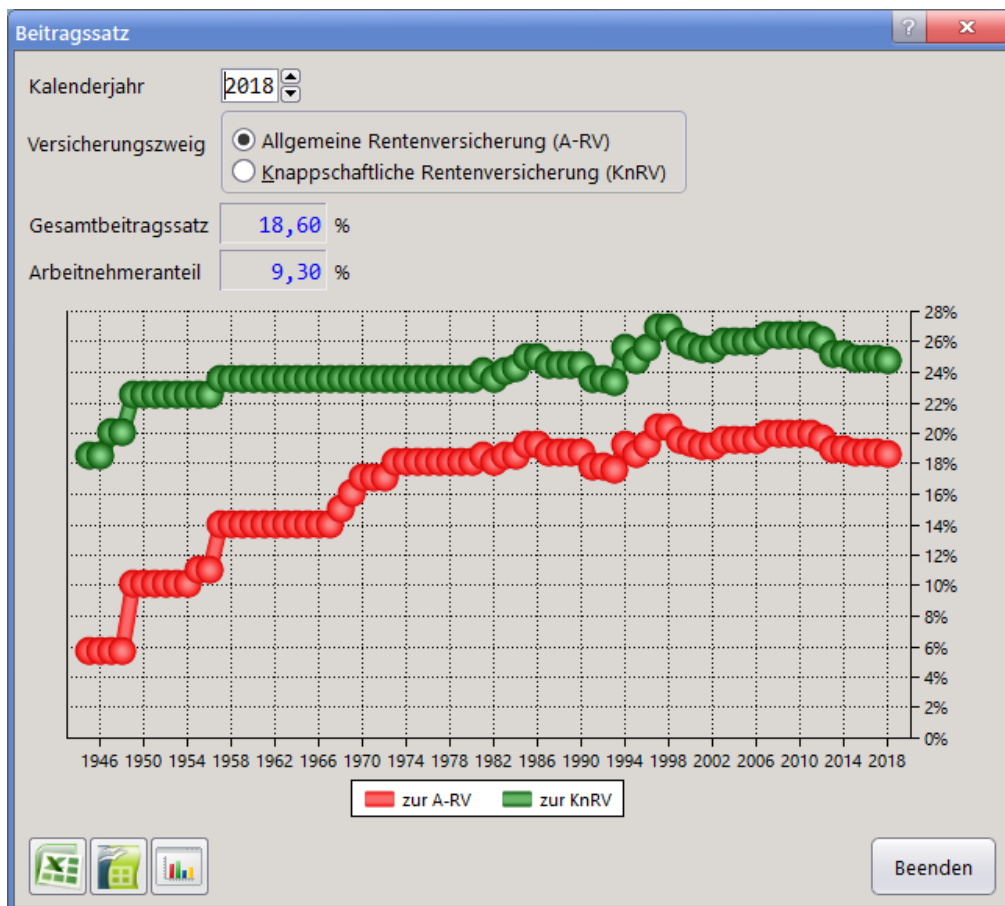 Beitragssatz
Kalenderjahr 2018
Versicherungszweig
Allgemeine Rentenversicherung (A-RV)
Knappschaftliche Rentenversicherung (KnRV)
Gesamtbeitragssatz 18,60 %
Arbeitnehmeranteil 9,30 %
28%
26%
24%
22%
20%
18%
16%
14%
12%
10%
8%
6%
4%
2%
0%
1946 1950 1954 1958 1962 1966 1970 1974 1978 1982 1986 1990 1994 1998 2002 2006 2010 2014 2018
zur A-RV zur KnRV
Beenden